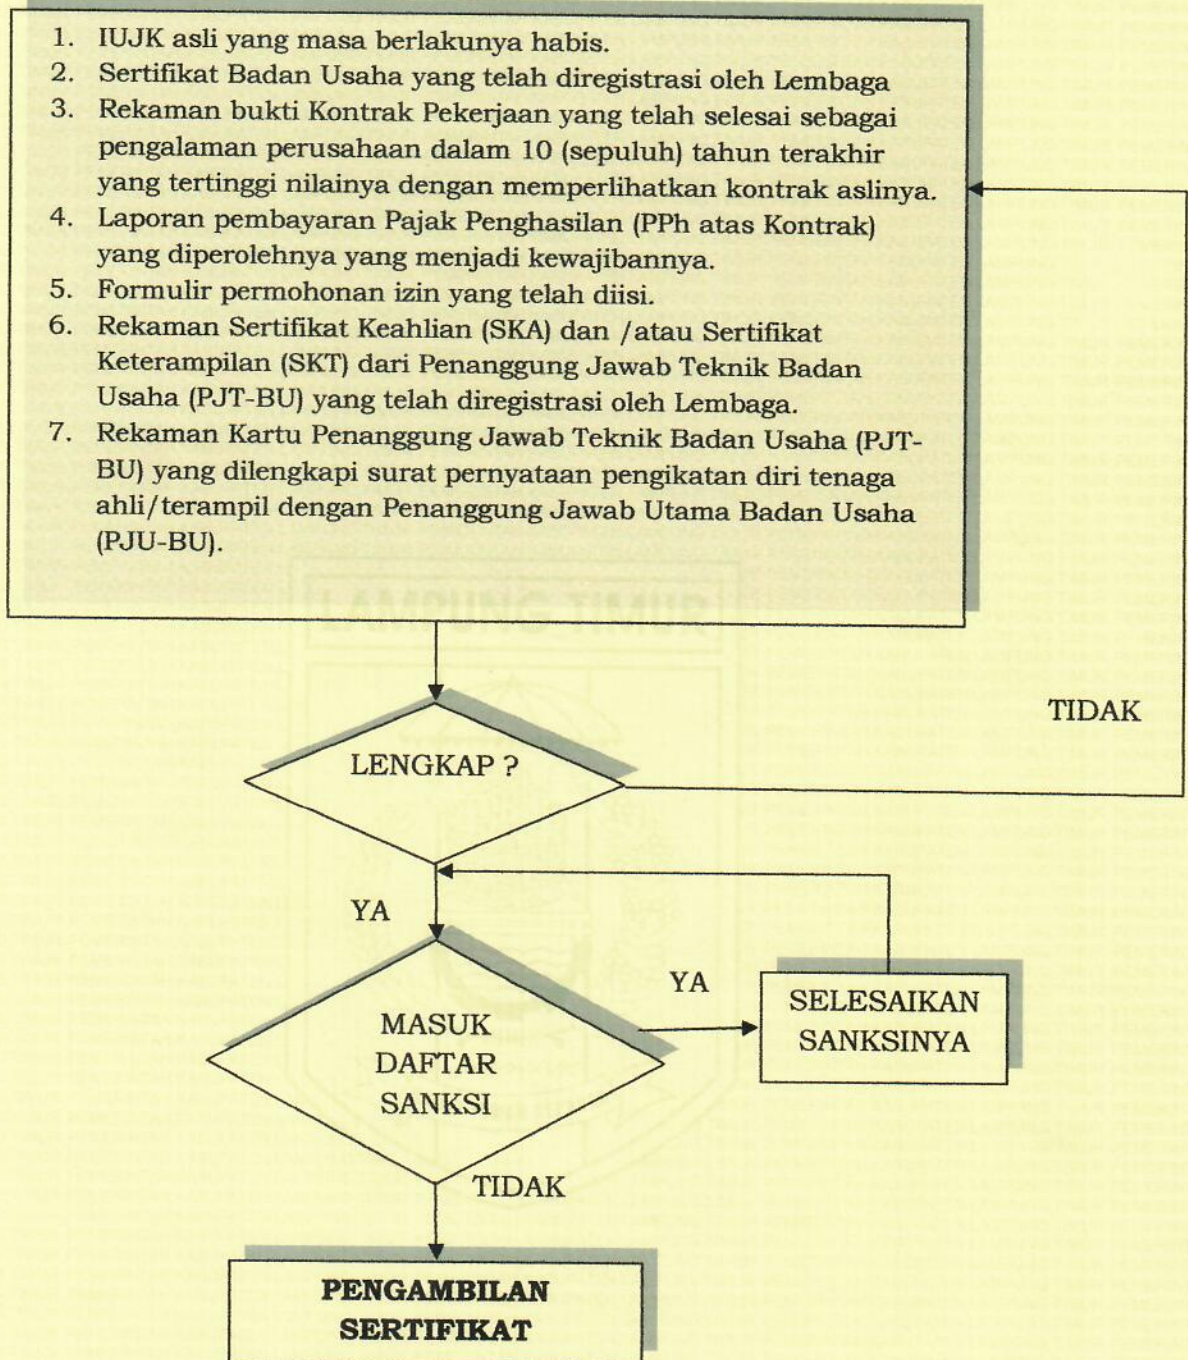 1. IUJK asli yang masa berlakunya habis.
2. Sertifikat Badan Usaha yang telah diregistrasi oleh Lembaga
3. Rekaman bukti Kontrak Pekerjaan yang telah selesai sebagai
pengalaman perusahaan dalam 10 (sepuluh) tahun terakhir
yang tertinggi nilainya dengan memperlihatkan kontrak aslinya.
4. Laporan pembayaran Pajak Penghasilan (PPh atas Kontrak)
yang diperolehnya yang menjadi kewajibannya.
5. Formulir permohonan izin yang telah diisi.
6. Rekaman Sertifikat Keahlian (SKA) dan /atau Sertifikat
Keterampilan (SKT) dari Penanggung Jawab Teknik Badan
Usaha (PJT-BU) yang telah diregistrasi oleh Lembaga.
7. Rekaman Kartu Penanggung Jawab Teknik Badan Usaha (PJT-
BU) yang dilengkapi surat pernyataan pengikatan diri tenaga
ahli/terampil dengan Penanggung Jawab Utama Badan Usaha
(PJU-BU).
TIDAK
LENGKAP ?
YA
YA
SELESAIKAN
SANKSINYA
MASUK
DAFTAR
SANKSI
TIDAK
PENGAMBILAN
SERTIFIKAT